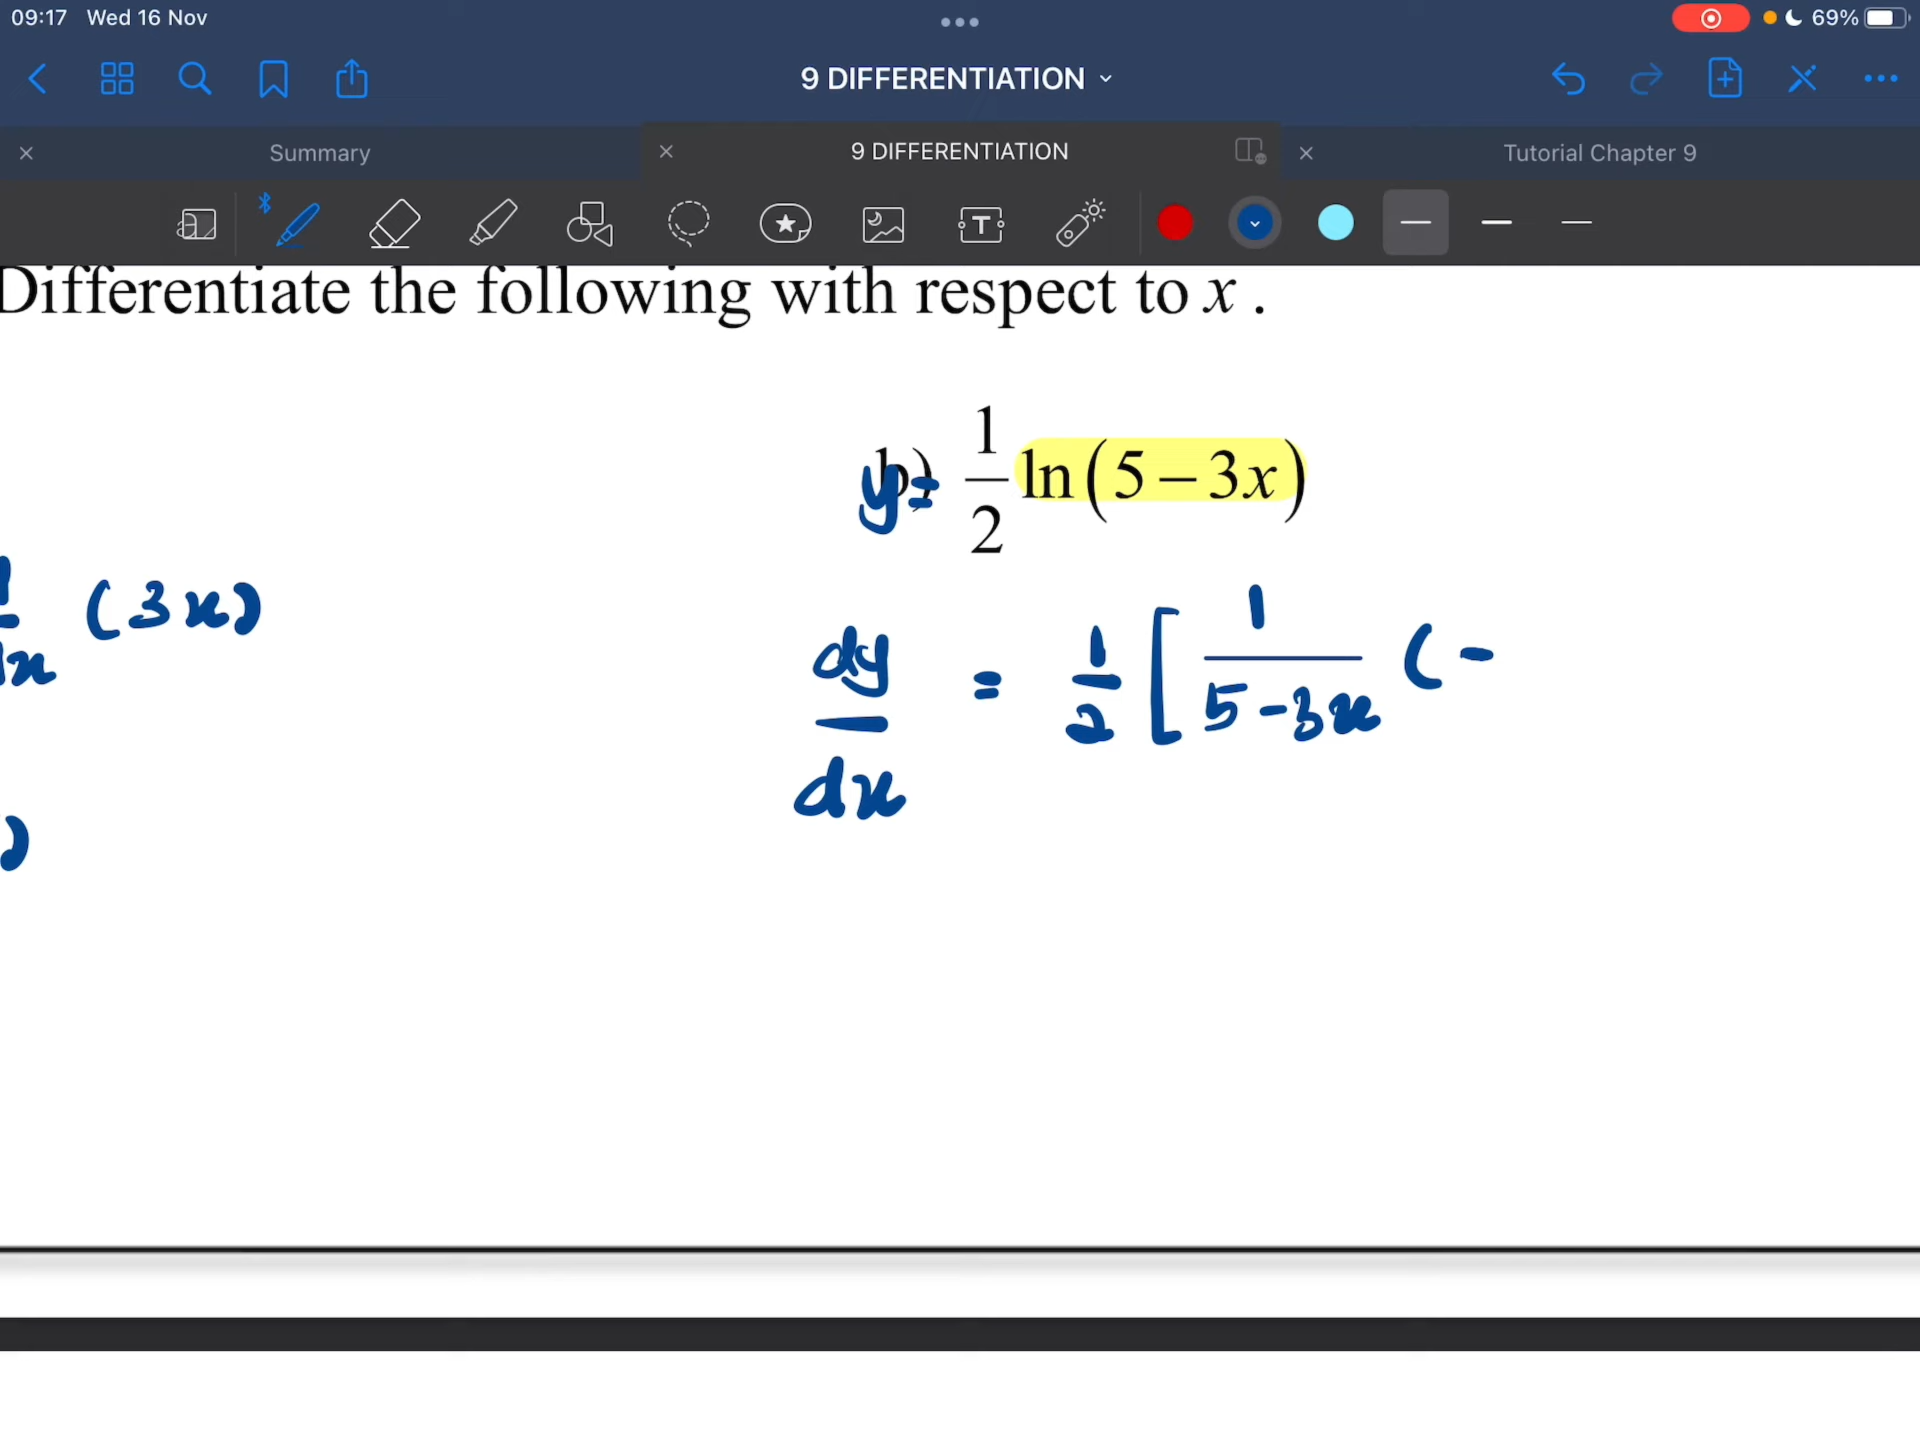 09:17 Wed 16 Nov 69%
9 DIFFERENTIATION
Summary 9 DIFFERENTIATION Tutorial Chapter 9
Differentiate the following with respect to x .
b) y = 1/2 ln(5 – 3x)
(3x)
dy/dx = 1/2 [ 1/(5-3x) ( -
)